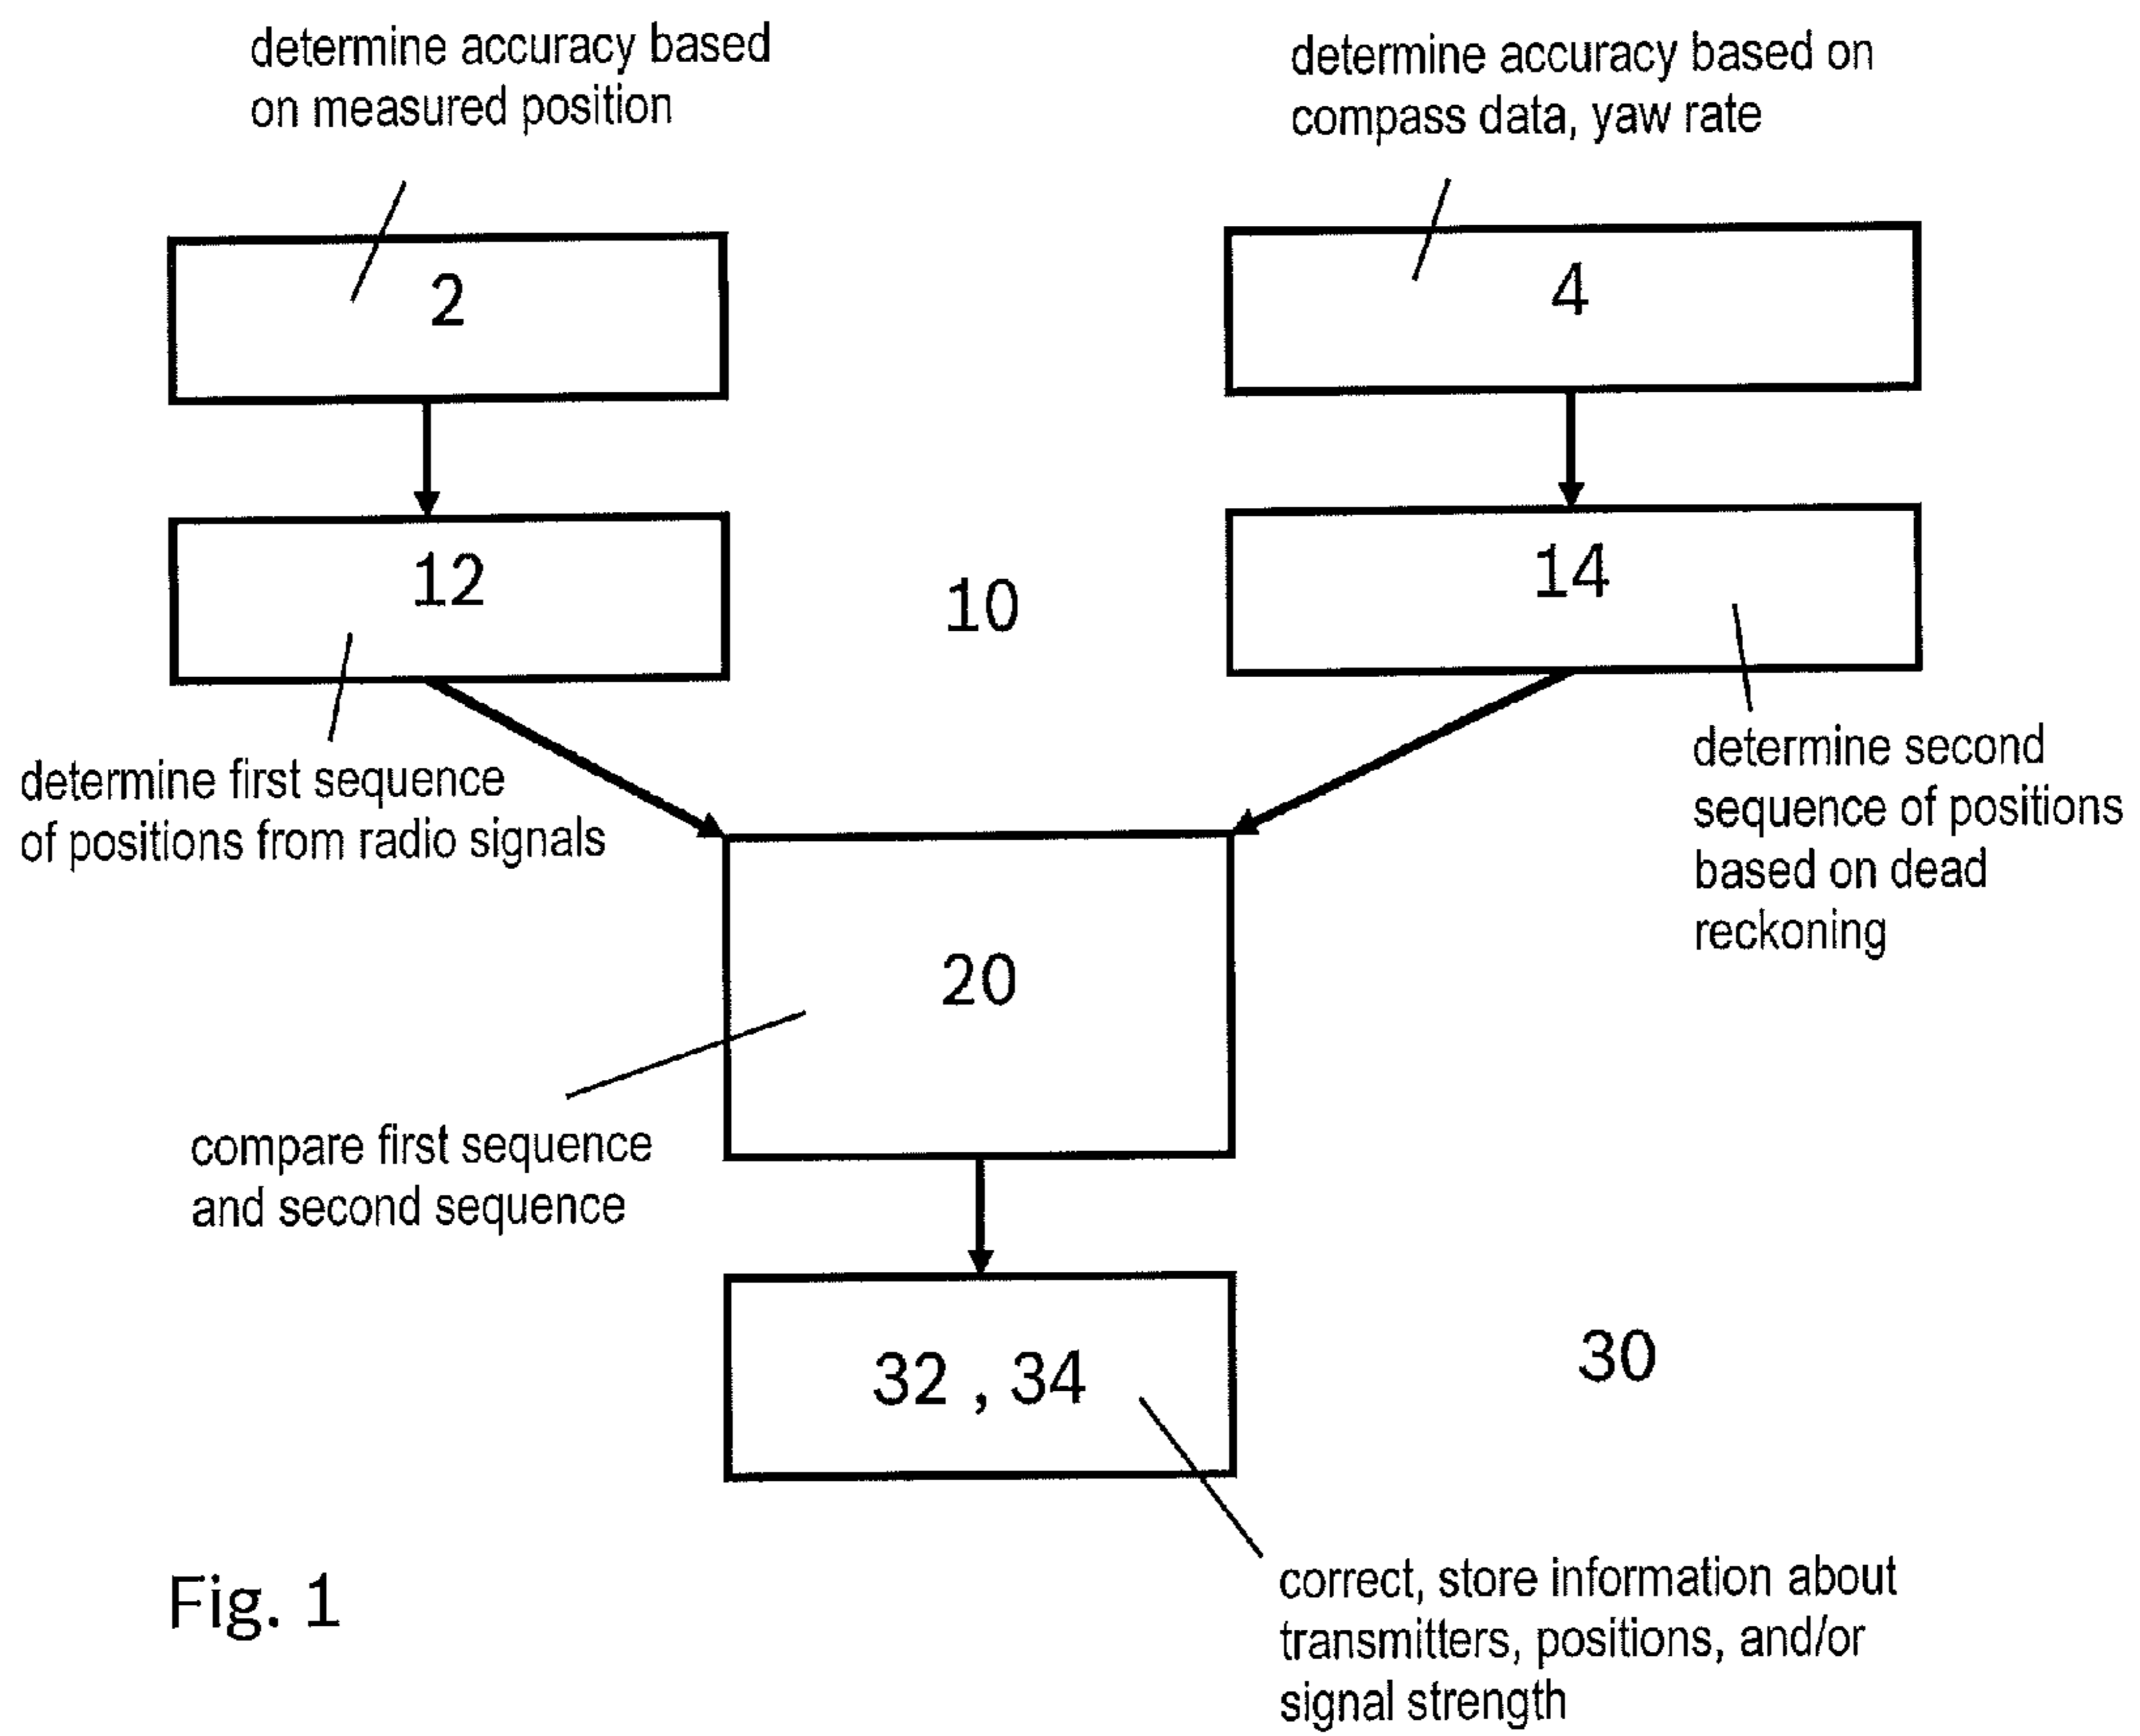 determine accuracy based
on measured position
determine accuracy based on
compass data, yaw rate
2
4
12
10
14
determine first sequence
of positions from radio signals
determine second
sequence of positions
based on dead
reckoning
20
compare first sequence
and second sequence
32 , 34
30
correct, store information about
transmitters, positions, and/or
signal strength
Fig. 1